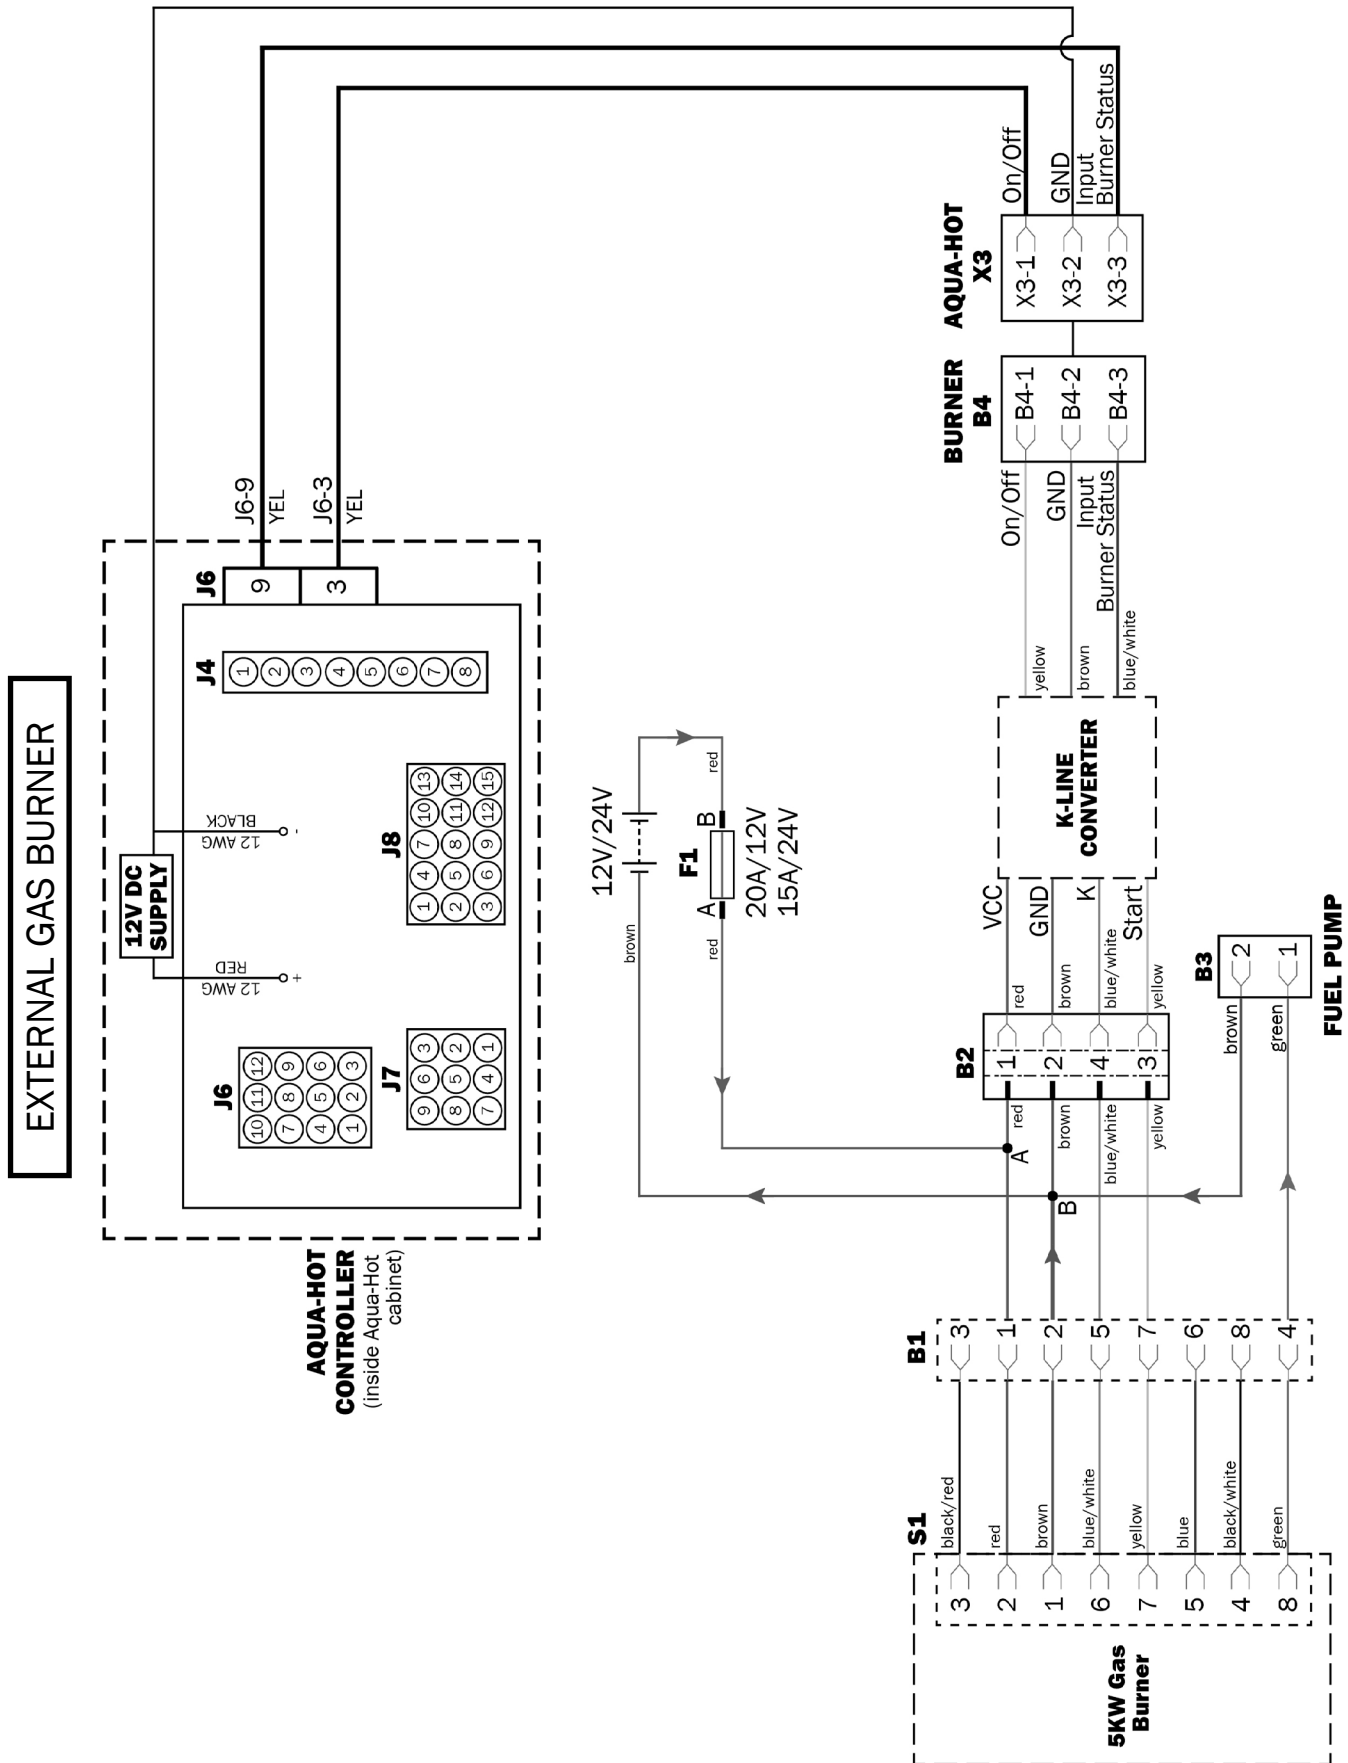 EXTERNAL GAS BURNER
AQUA-HOT
CONTROLLER
(inside Aqua-Hot
cabinet)
12V DC
SUPPLY
12 AWG
RED
+
12 AWG
BLACK
-
J6
10 11 12
7 8 9
4 5 6
1 2 3
J7
9 6 3
8 5 2
7 4 1
J8
1 4 7 10 13
2 5 8 11 14
3 6 9 12 15
J4
1
2
3
4
5
6
7
8
J6
9
3
J6-9
YEL
J6-3
YEL
12V/24V
brown
red
A
F1
B
red
20A/12V
15A/24V
5KW Gas
Burner
S1
3
2
1
6
7
5
4
8
black/red
red
brown
blue/white
yellow
blue
black/white
green
B1
3
1
2
5
7
6
8
4
A
B
red
brown
blue/white
yellow
B2
1
2
4
3
red
brown
blue/white
yellow
VCC
GND
K
Start
brown
green
B3
2
1
FUEL PUMP
K-LINE
CONVERTER
yellow
brown
blue/white
On/Off
GND
Input
Burner Status
BURNER
B4
B4-1
B4-2
B4-3
AQUA-HOT
X3
X3-1
X3-2
X3-3
On/Off
GND
Input
Burner Status